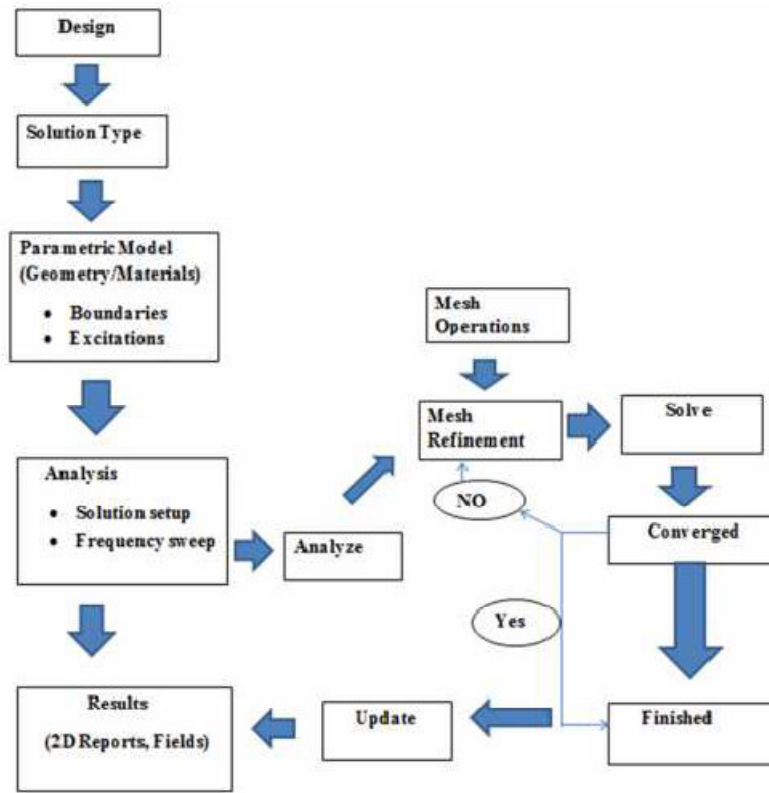 Design
Solution Type
Parametric Model
(Geometry/Materials)
• Boundaries
• Excitations
Mesh
Operations
Mesh
Refinement
Solve
Analysis
• Solution setup
• Frequency sweep
Analyze
NO
Converged
Yes
Results
(2D Reports, Fields)
Update
Finished